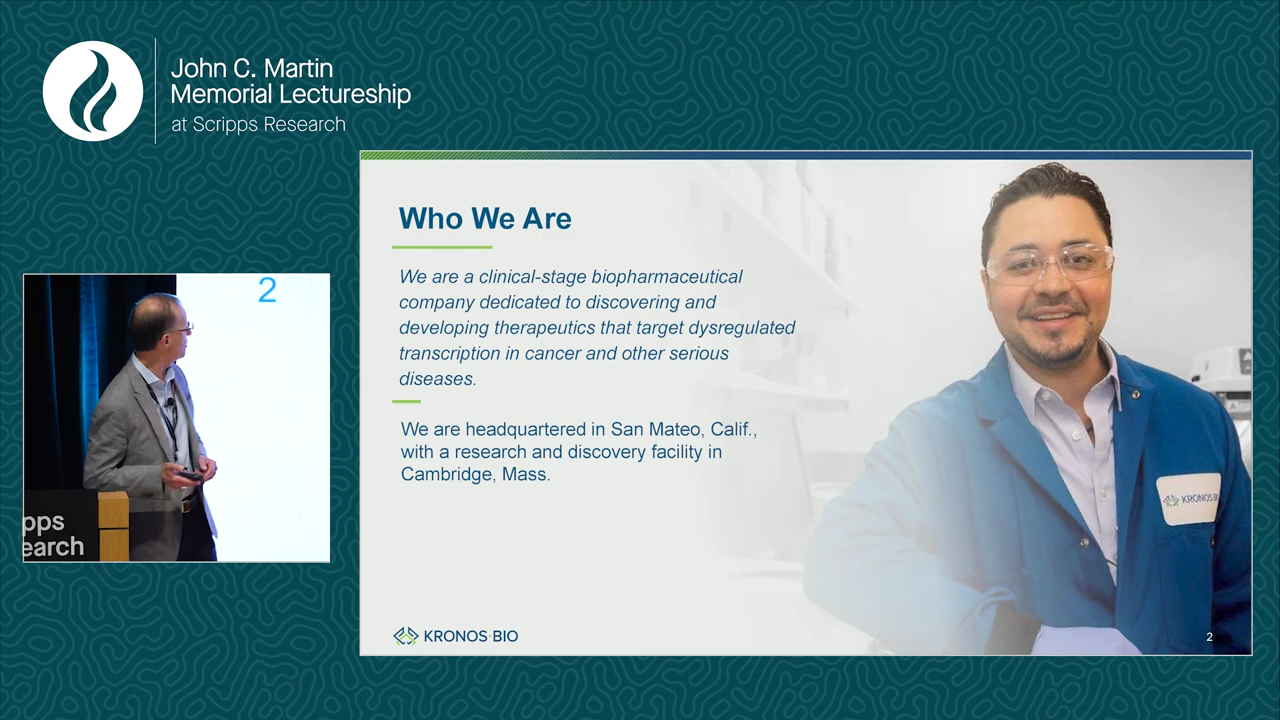 John C. Martin
Memorial Lectureship
at Scripps Research
Who We Are
We are a clinical-stage biopharmaceutical
company dedicated to discovering and
developing therapeutics that target dysregulated
transcription in cancer and other serious
diseases.
We are headquartered in San Mateo, Calif.,
with a research and discovery facility in
Cambridge, Mass.
KRONOS BIO
2
KRONOS BI
2
pps
earch